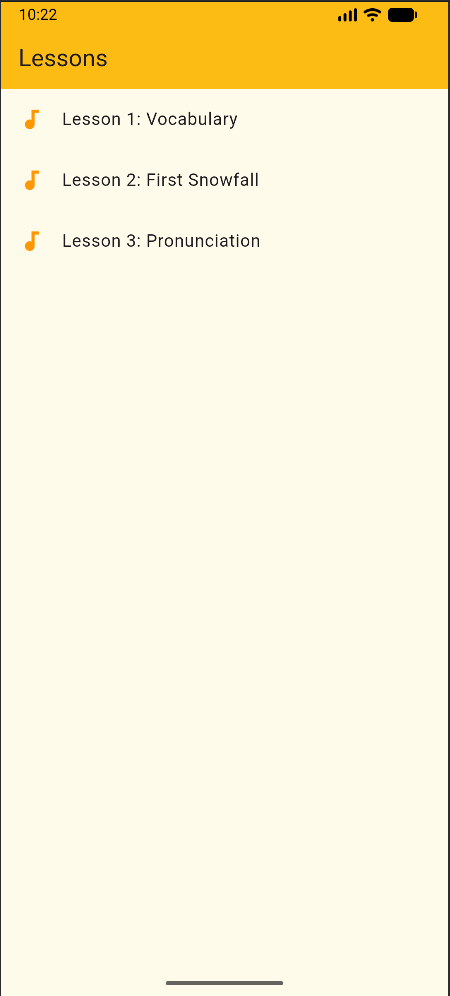 10:22
Lessons
Lesson 1: Vocabulary
Lesson 2: First Snowfall
Lesson 3: Pronunciation